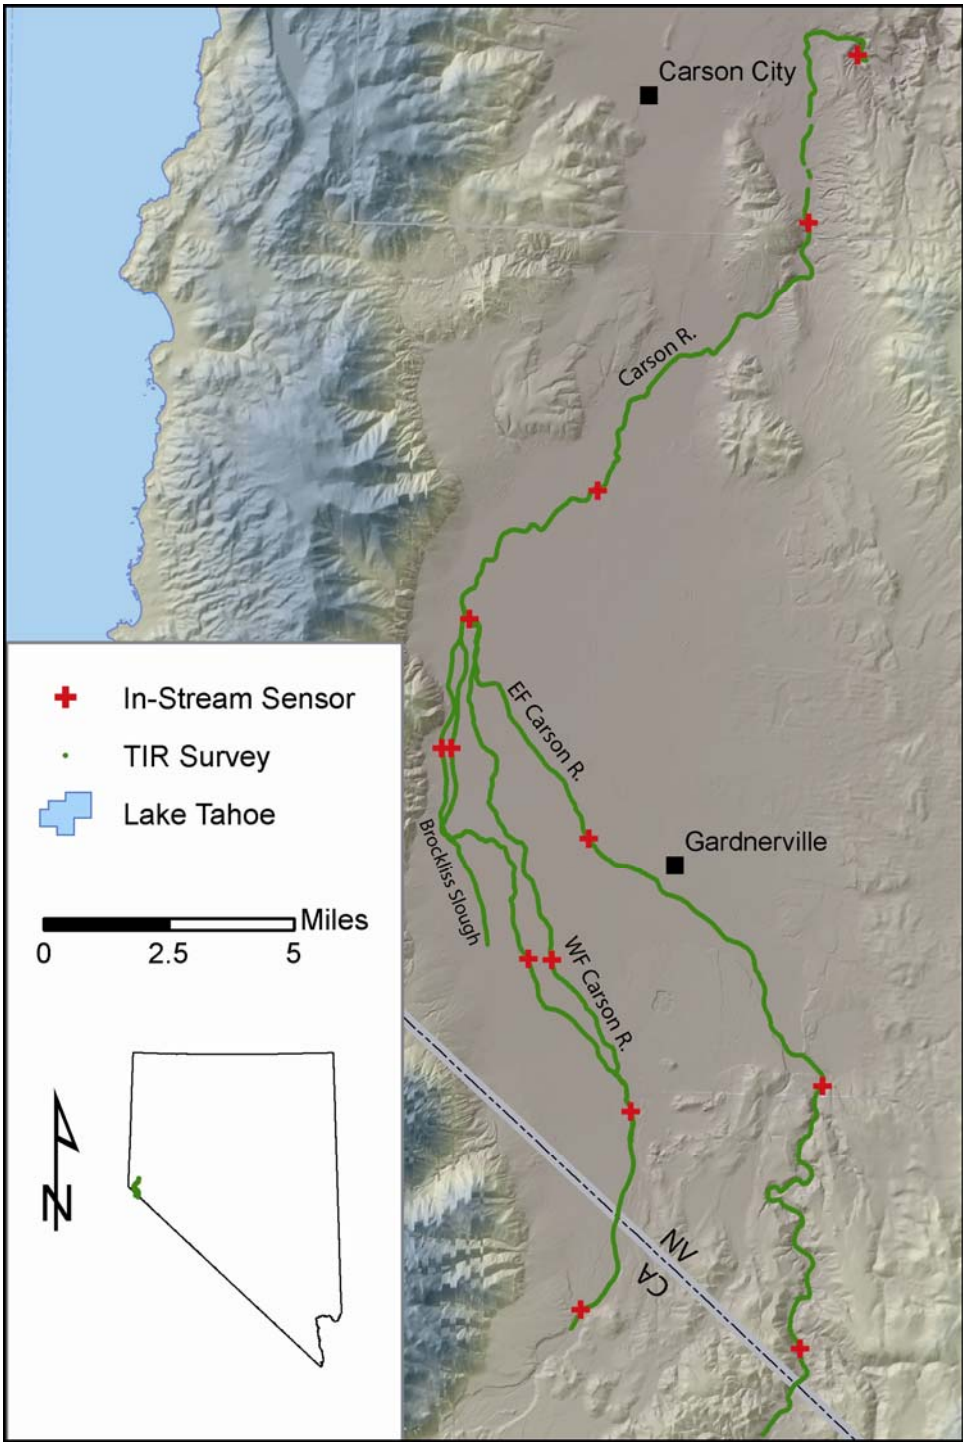 Carson City
Carson R.
EF Carson R.
Gardnerville
Brockliss Slough
WF Carson R.
NV
CA
In-Stream Sensor
TIR Survey
Lake Tahoe
Miles
0 2.5 5
N